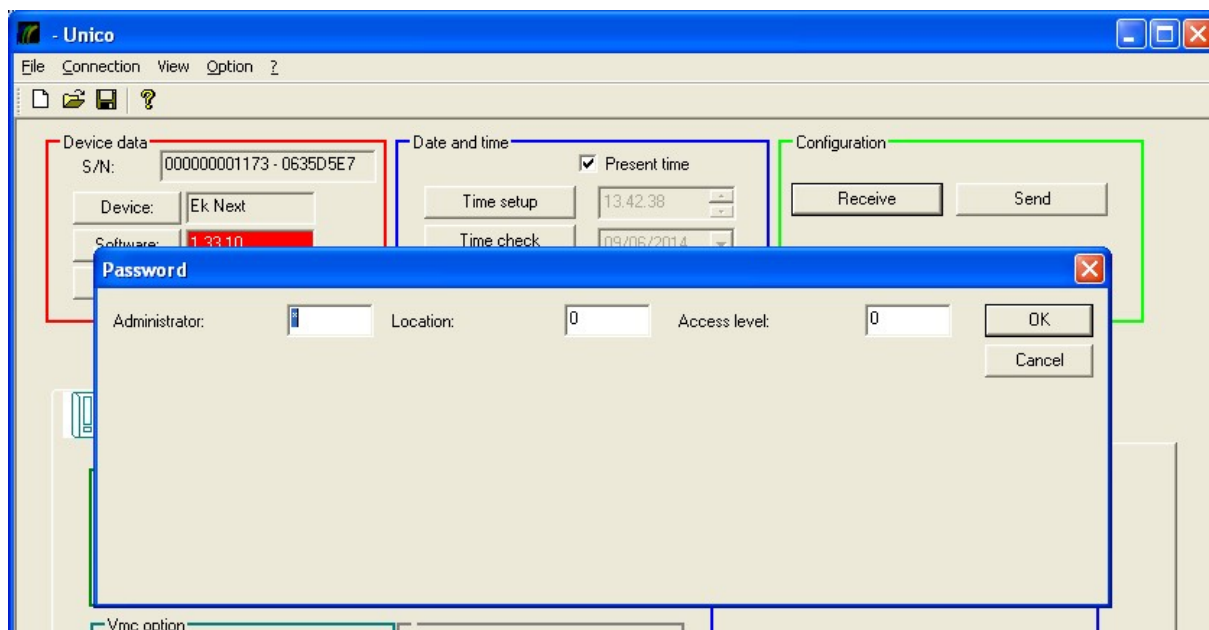 - Unico
File Connection View Option ?
Device data
S/N: 000000001173 - 0635D5E7
Device: Ek Next
Software: 1.33.10
Date and time
Present time
Time setup 13.42.38
Time check 09/06/2014
Configuration
Receive Send
Password
Administrator: * Location: 0 Access level: 0 OK
Cancel
Vmc option